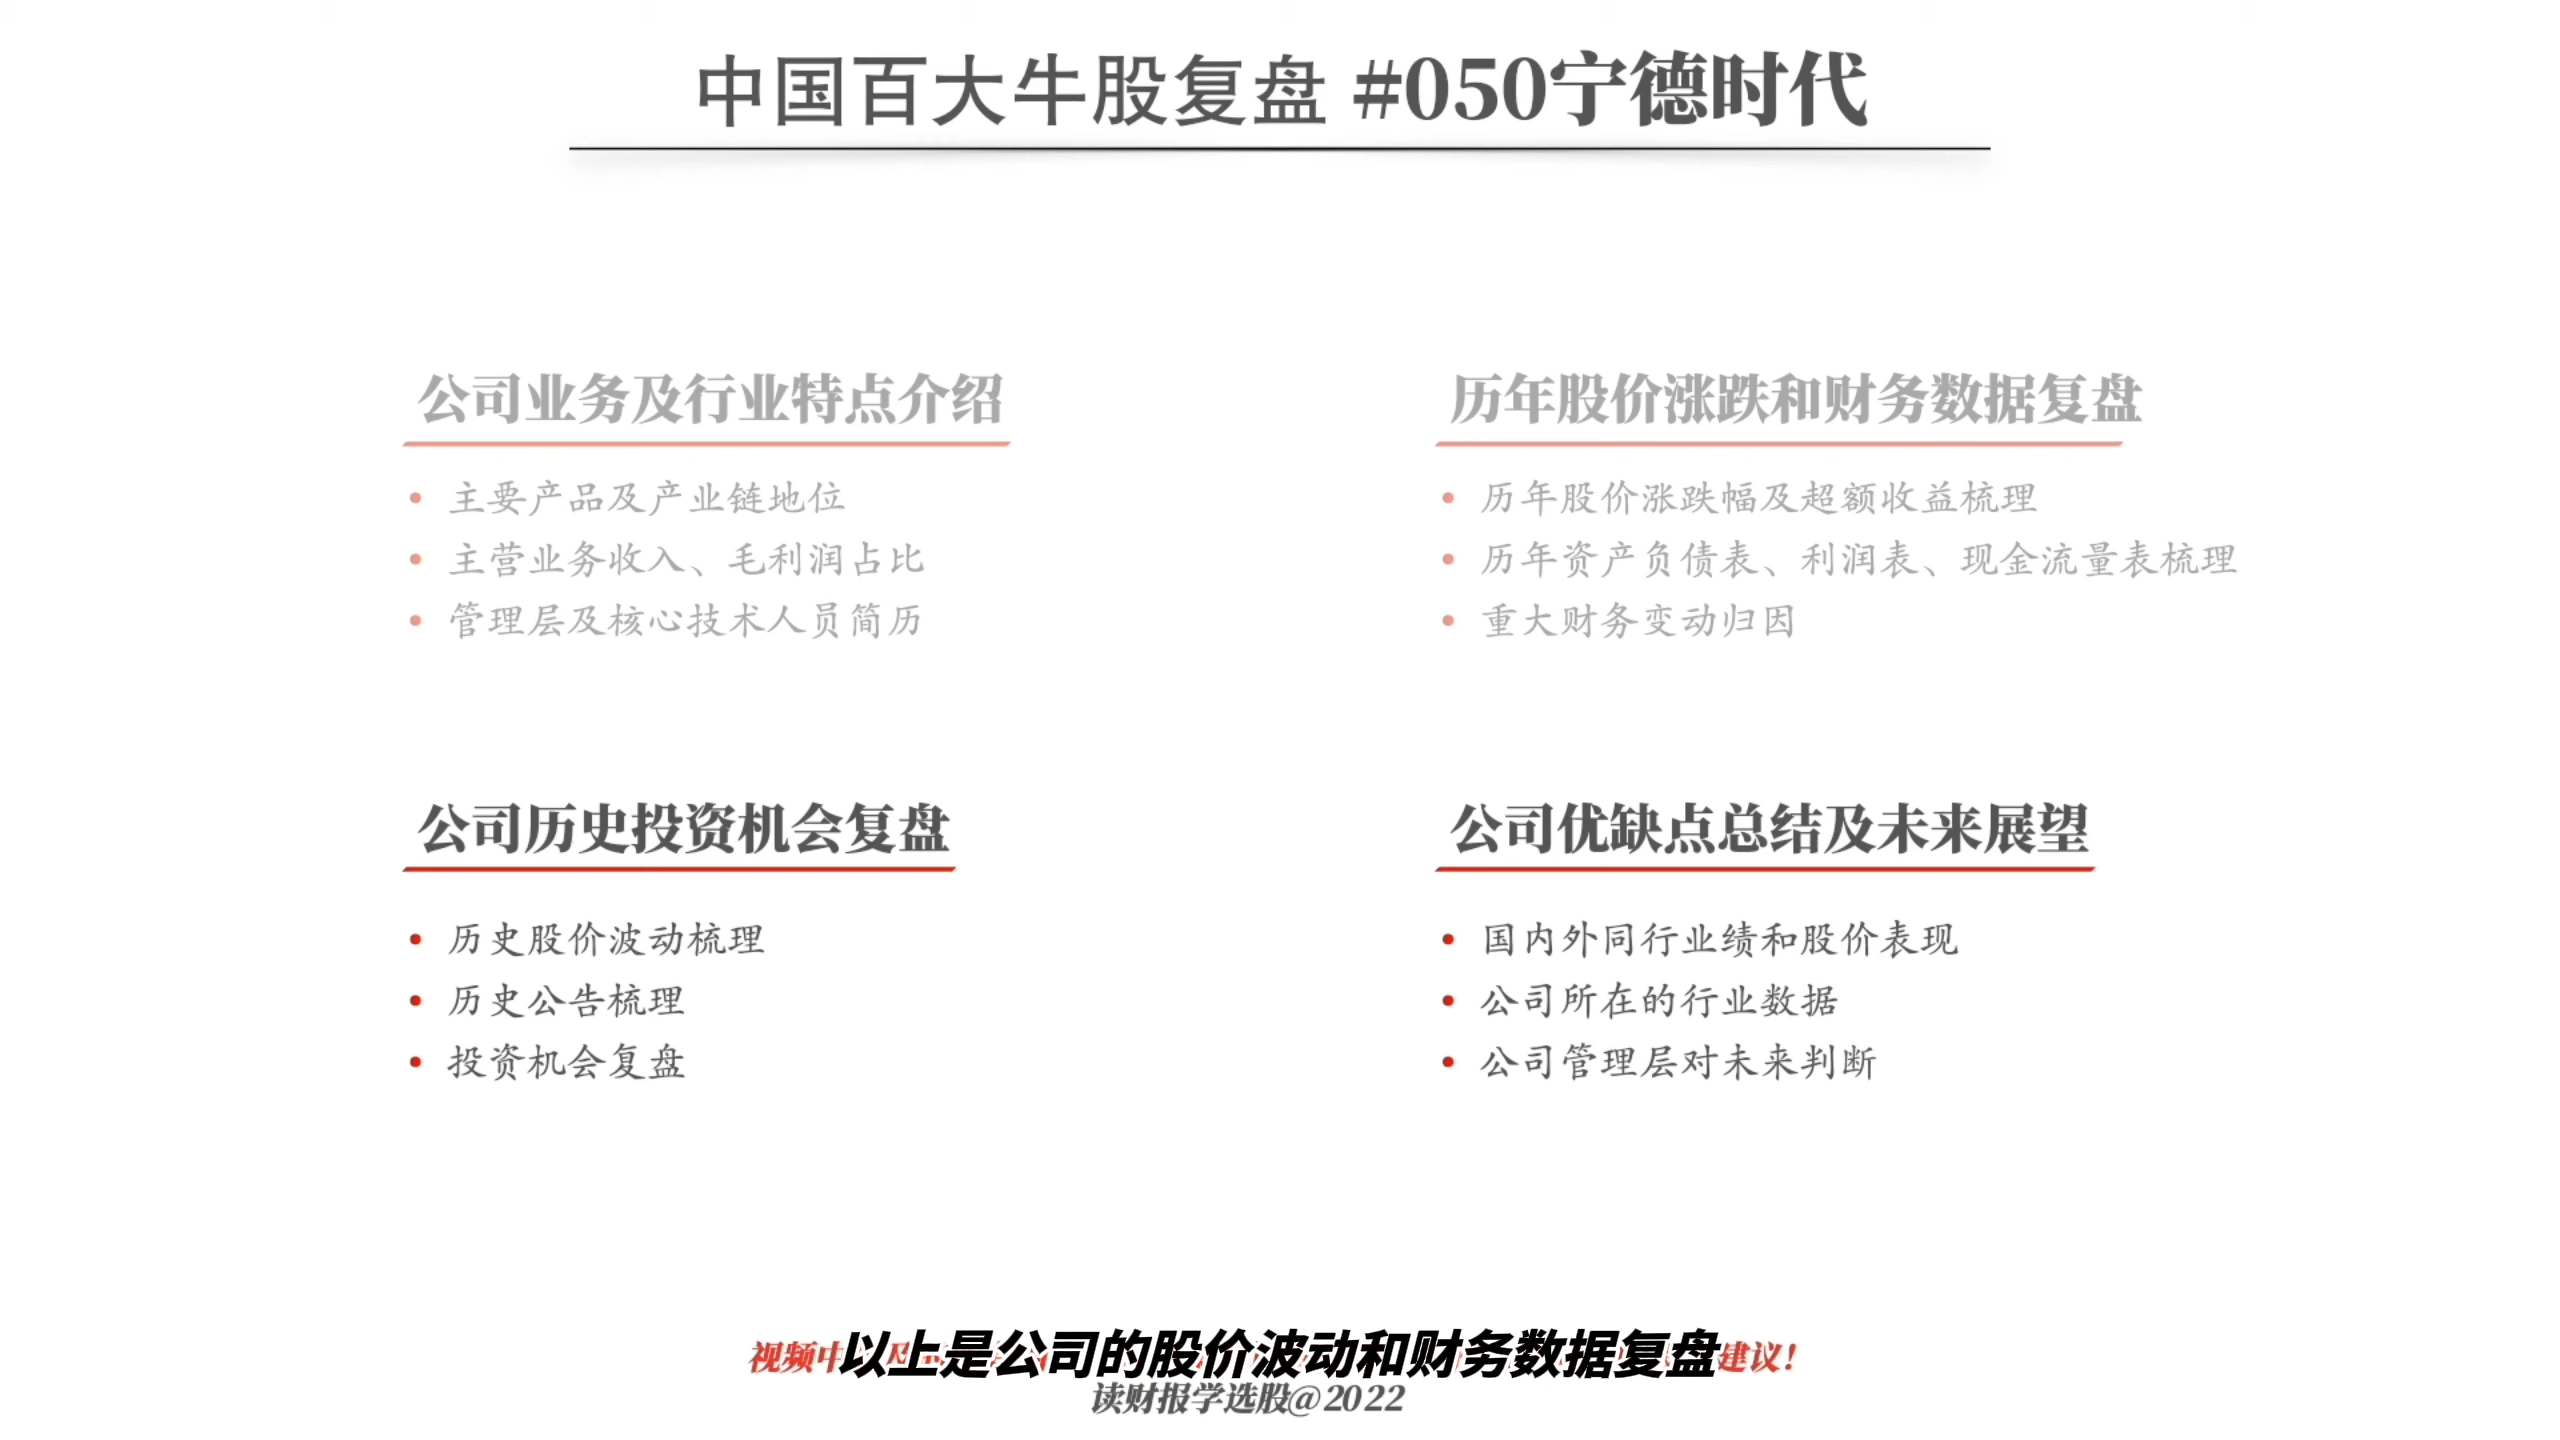 中国百大牛股复盘 #050宁德时代
公司业务及行业特点介绍
• 主要产品及产业链地位
• 主营业务收入、毛利润占比
• 管理层及核心技术人员简历
历年股价涨跌和财务数据复盘
• 历年股价涨跌幅及超额收益梳理
• 历年资产负债表、利润表、现金流量表梳理
• 重大财务变动归因
公司历史投资机会复盘
• 历史股价波动梳理
• 历史公告梳理
• 投资机会复盘
公司优缺点总结及未来展望
• 国内外同行业绩和股价表现
• 公司所在的行业数据
• 公司管理层对未来判断
视频中 建议！
以上是公司的股价波动和财务数据复盘
读财报学选股@2022